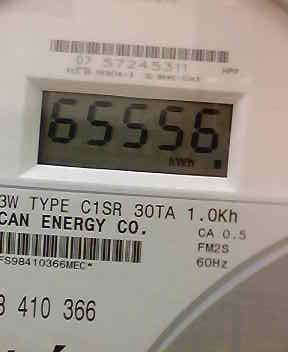 07 57245311
65556
kWh
3W TYPE C1SR 30TA 1.0Kh
CAN ENERGY CO.
CA 0.5
FM2S
60Hz
FS98410366MEC*
8 410 366